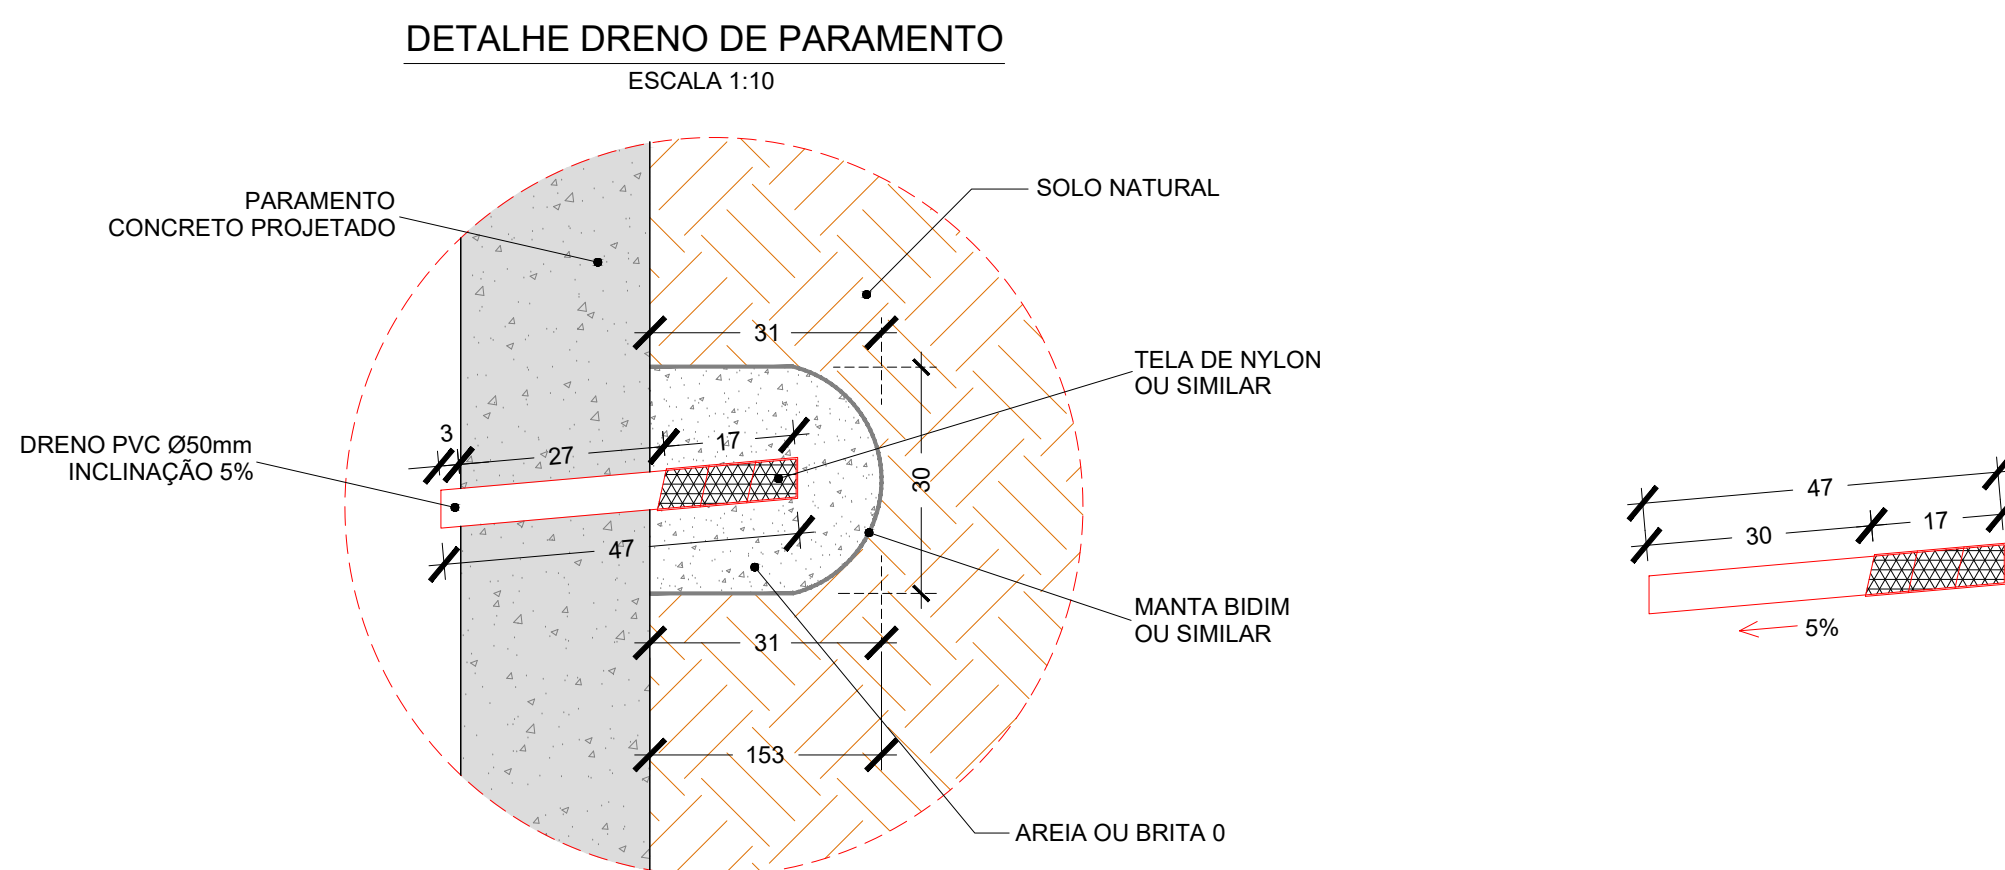 DETALHE DRENO DE PARAMENTO
ESCALA 1:10
PARAMENTO
CONCRETO PROJETADO
SOLO NATURAL
31
TELA DE NYLON
OU SIMILAR
3
27
17
DRENO PVC Ø50mm
INCLINAÇÃO 5%
30
47
MANTA BIDIM
OU SIMILAR
31
153
AREIA OU BRITA 0
47
30
17
5%